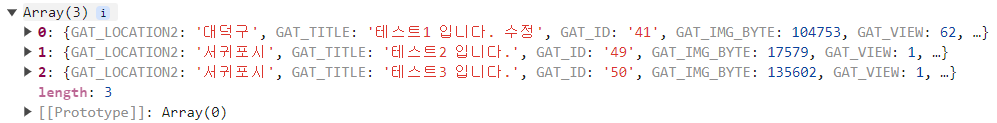 ▼ Array(3) i
▶ 0: {GAT_LOCATION2: '대덕구', GAT_TITLE: '테스트1 입니다. 수정', GAT_ID: '41', GAT_IMG_BYTE: 104753, GAT_VIEW: 62, …}
▶ 1: {GAT_LOCATION2: '서귀포시', GAT_TITLE: '테스트2 입니다.', GAT_ID: '49', GAT_IMG_BYTE: 17579, GAT_VIEW: 1, …}
▶ 2: {GAT_LOCATION2: '서귀포시', GAT_TITLE: '테스트3 입니다.', GAT_ID: '50', GAT_IMG_BYTE: 135602, GAT_VIEW: 1, …}
length: 3
▶ [[Prototype]]: Array(0)